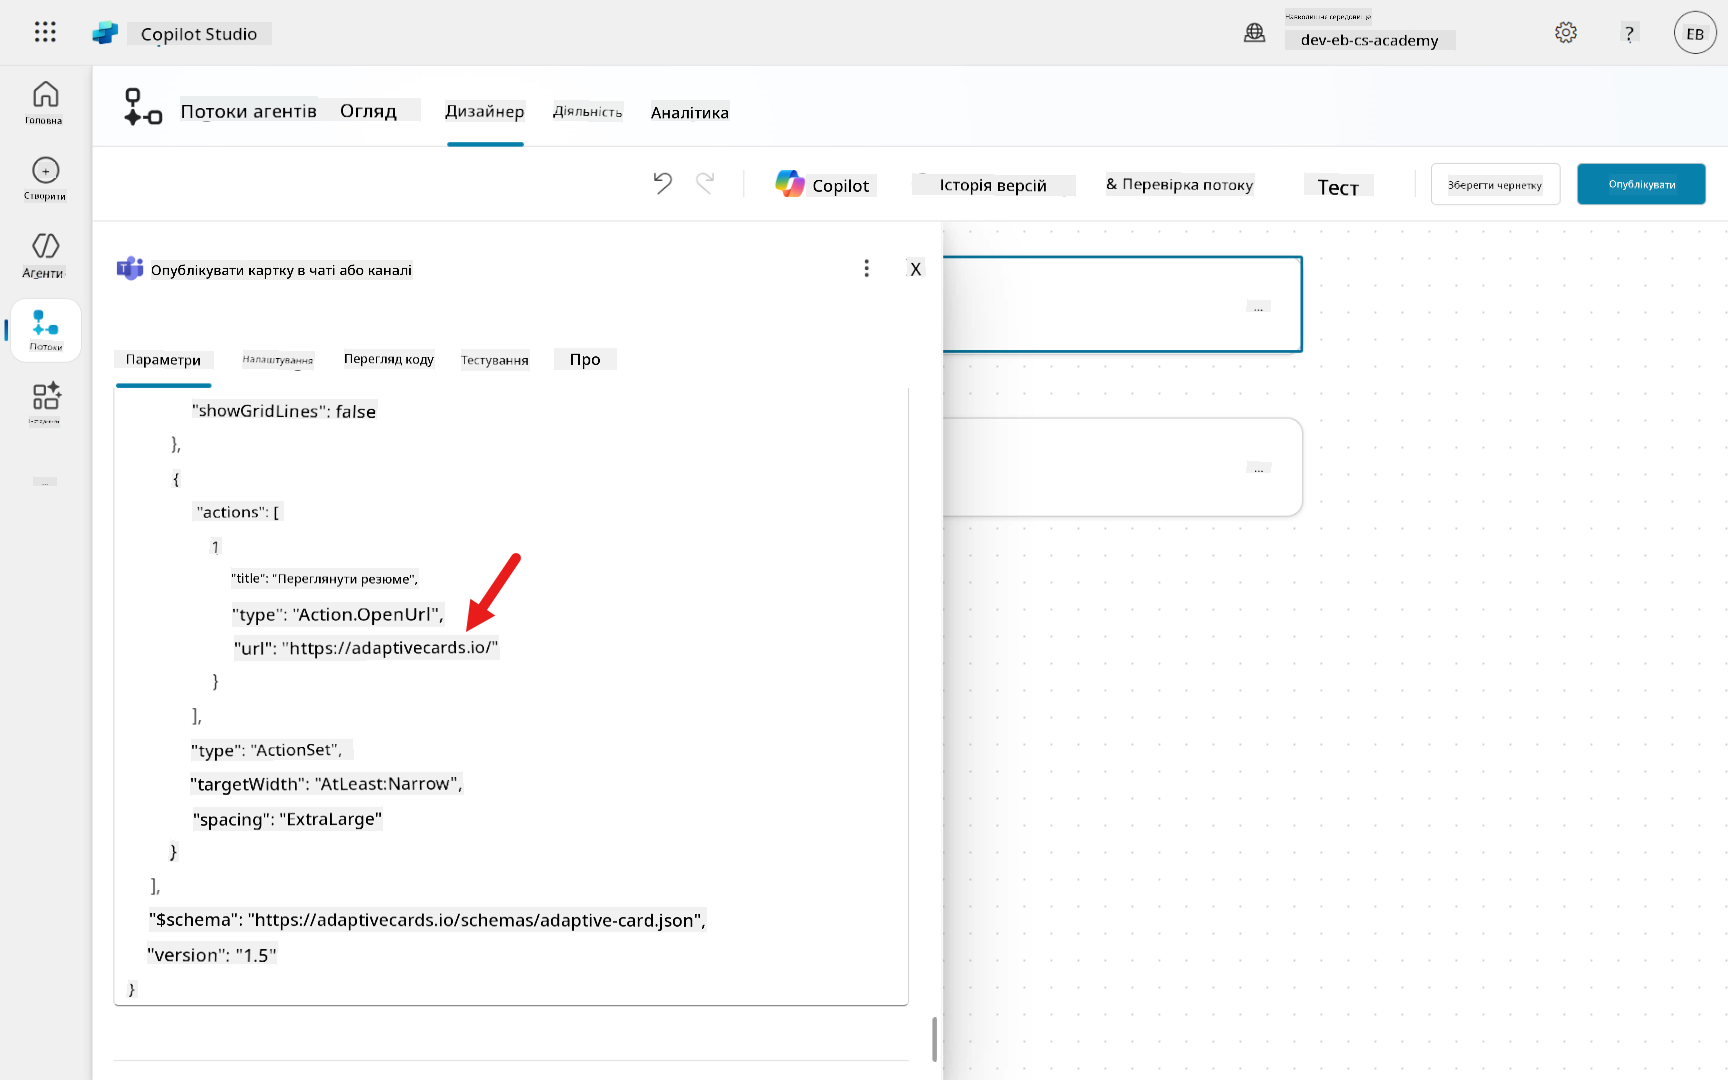 Copilot Studio
Навколишнє середовище
dev-eb-cs-academy
?
EB
Головна
Створити
Агенти
Потоки
...
Потоки агентів
Огляд
Дизайнер
Діяльність
Аналітика
Copilot
Історія версій
& Перевірка потоку
Тест
Зберегти чернетку
Опублікувати
Опублікувати картку в чаті або каналі
X
Параметри
Налаштування
Перегляд коду
Тестування
Про
"showGridLines": false
},
{
"actions": [
1
"title": "Переглянути резюме",
"type": "Action.OpenUrl",
"url": "https://adaptivecards.io/"
}
],
"type": "ActionSet",
"targetWidth": "AtLeast:Narrow",
"spacing": "ExtraLarge"
}
],
"$schema": "https://adaptivecards.io/schemas/adaptive-card.json",
"version": "1.5"
}
...
...